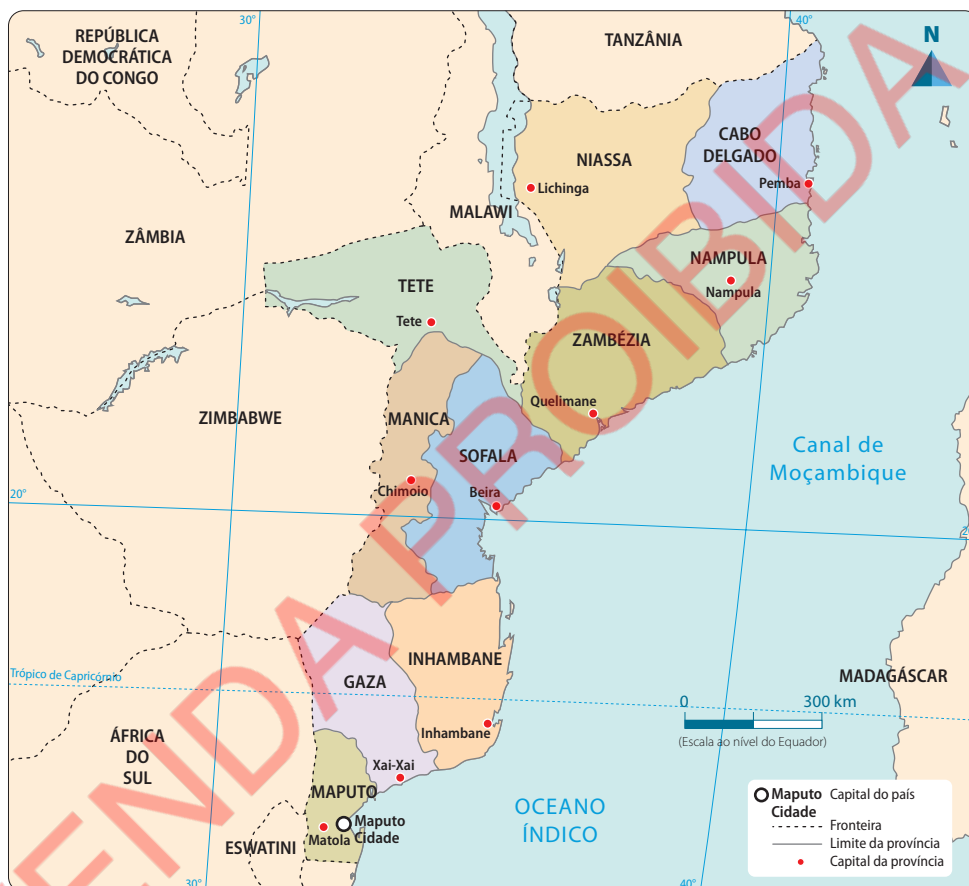 30°
40°
REPÚBLICA
DEMOCRÁTICA
DO CONGO
TANZÂNIA
N
CABO
DELGADO
NIASSA
Pemba
Lichinga
MALAWI
ZÂMBIA
NAMPULA
Nampula
TETE
Tete
ZAMBÉZIA
Quelimane
ZIMBABWE
MANICA
SOFALA
Canal de
Moçambique
Chimoio
Beira
20°
20
INHAMBANE
GAZA
Trópico de Capricórnio
MADAGÁSCAR
0 300 km
(Escala ao nível do Equador)
Inhambane
ÁFRICA
DO
SUL
Xai-Xai
MAPUTO
Maputo
Cidade
Matola
ESWATINI
OCEANO
ÍNDICO
Maputo Capital do país
Cidade
Fronteira
Limite da província
Capital da província
30°
40°
ENDA PROIBIDA